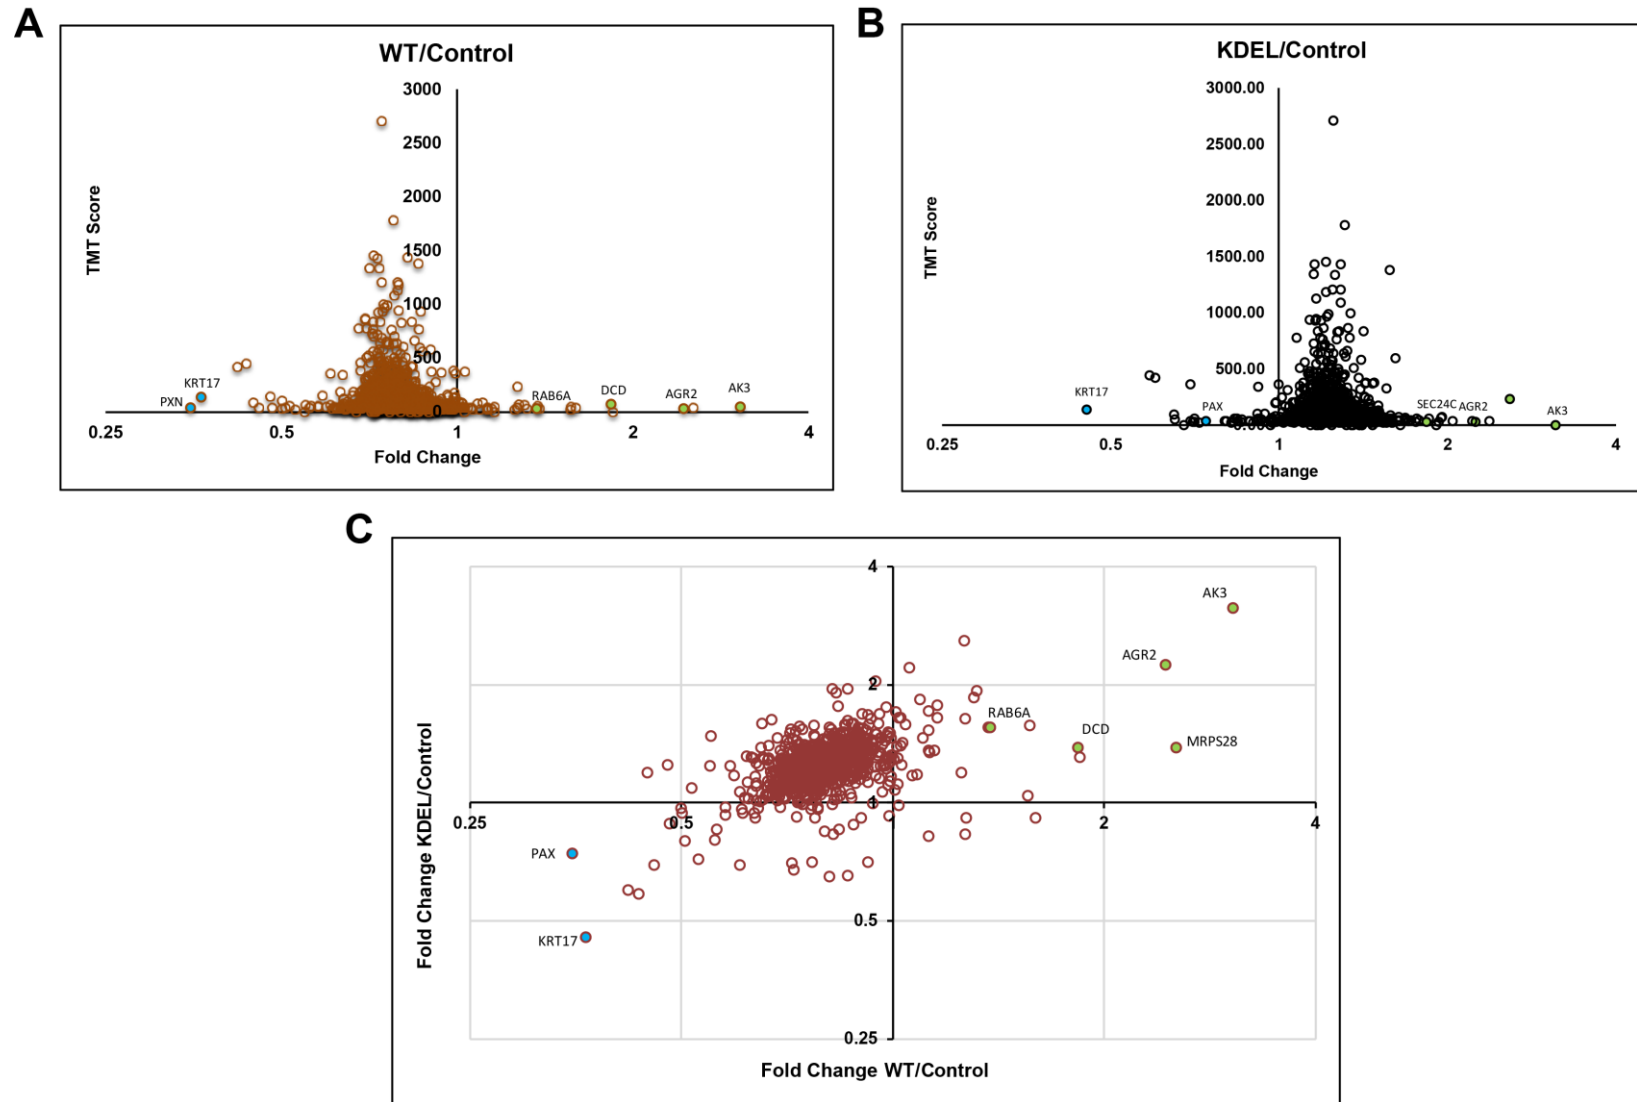 A
WT/Control
3000
2500
2000
1500
1000
500
0
TMT Score
KRT17
PXN
RAB6A
DCD
AGR2
AK3
0.25
0.5
1
2
4
Fold Change
B
KDEL/Control
3000.00
2500.00
2000.00
1500.00
1000.00
500.00
TMT Score
KRT17
PAX
SEC24C
AGR2
AK3
0.25
0.5
1
2
4
Fold Change
C
4
AK3
AGR2
2
RAB6A
DCD
MRPS28
1
0.25
0.5
2
4
PAX
0.5
KRT17
0.25
Fold Change KDEL/Control
Fold Change WT/Control